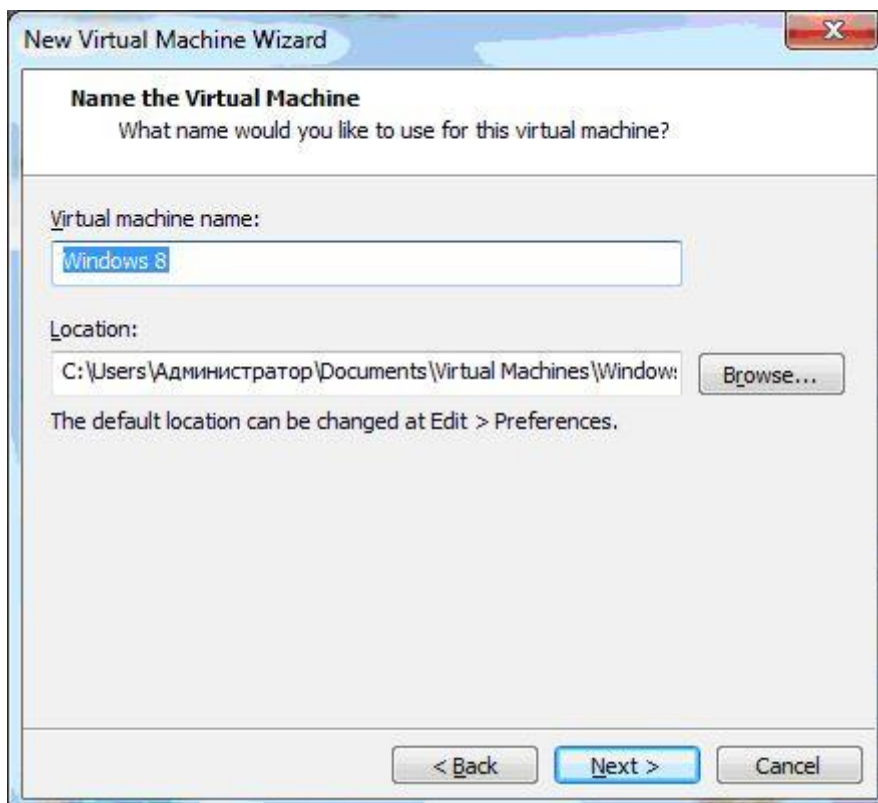 New Virtual Machine Wizard
Name the Virtual Machine
What name would you like to use for this virtual machine?
Virtual machine name:
Windows 8
Location:
C:\Users\Администратор\Documents\Virtual Machines\Window
Browse...
The default location can be changed at Edit > Preferences.
< Back Next > Cancel